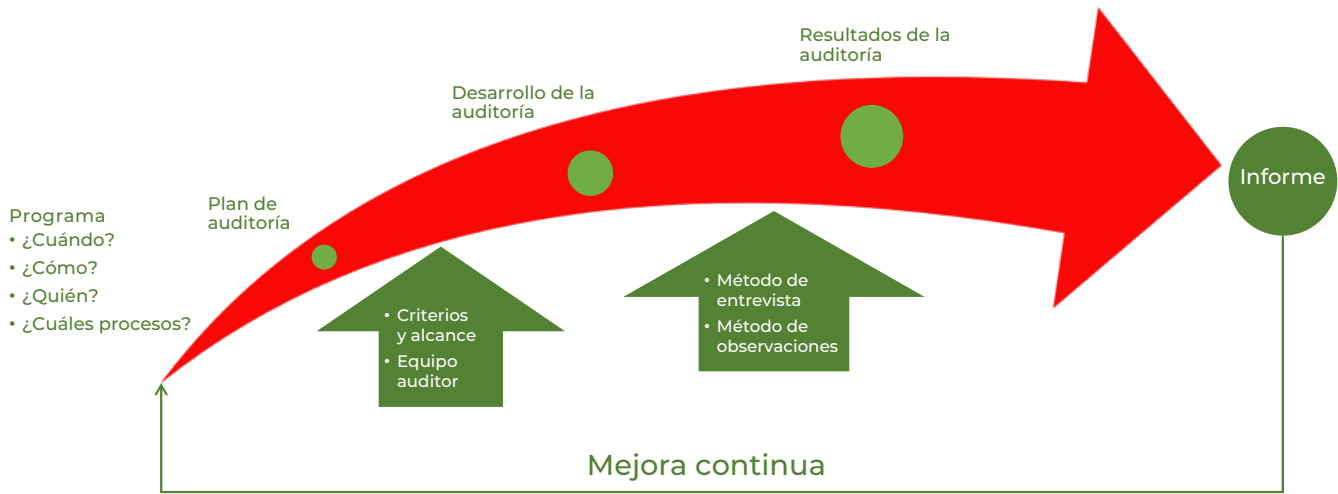 Programa
• ¿Cuándo?
• ¿Cómo?
• ¿Quién?
• ¿Cuáles procesos?
Plan de
auditoría
Desarrollo de la
auditoría
Resultados de la
auditoría
• Criterios
y alcance
• Equipo
auditor
• Método de
entrevista
• Método de
observaciones
Informe
Mejora continua